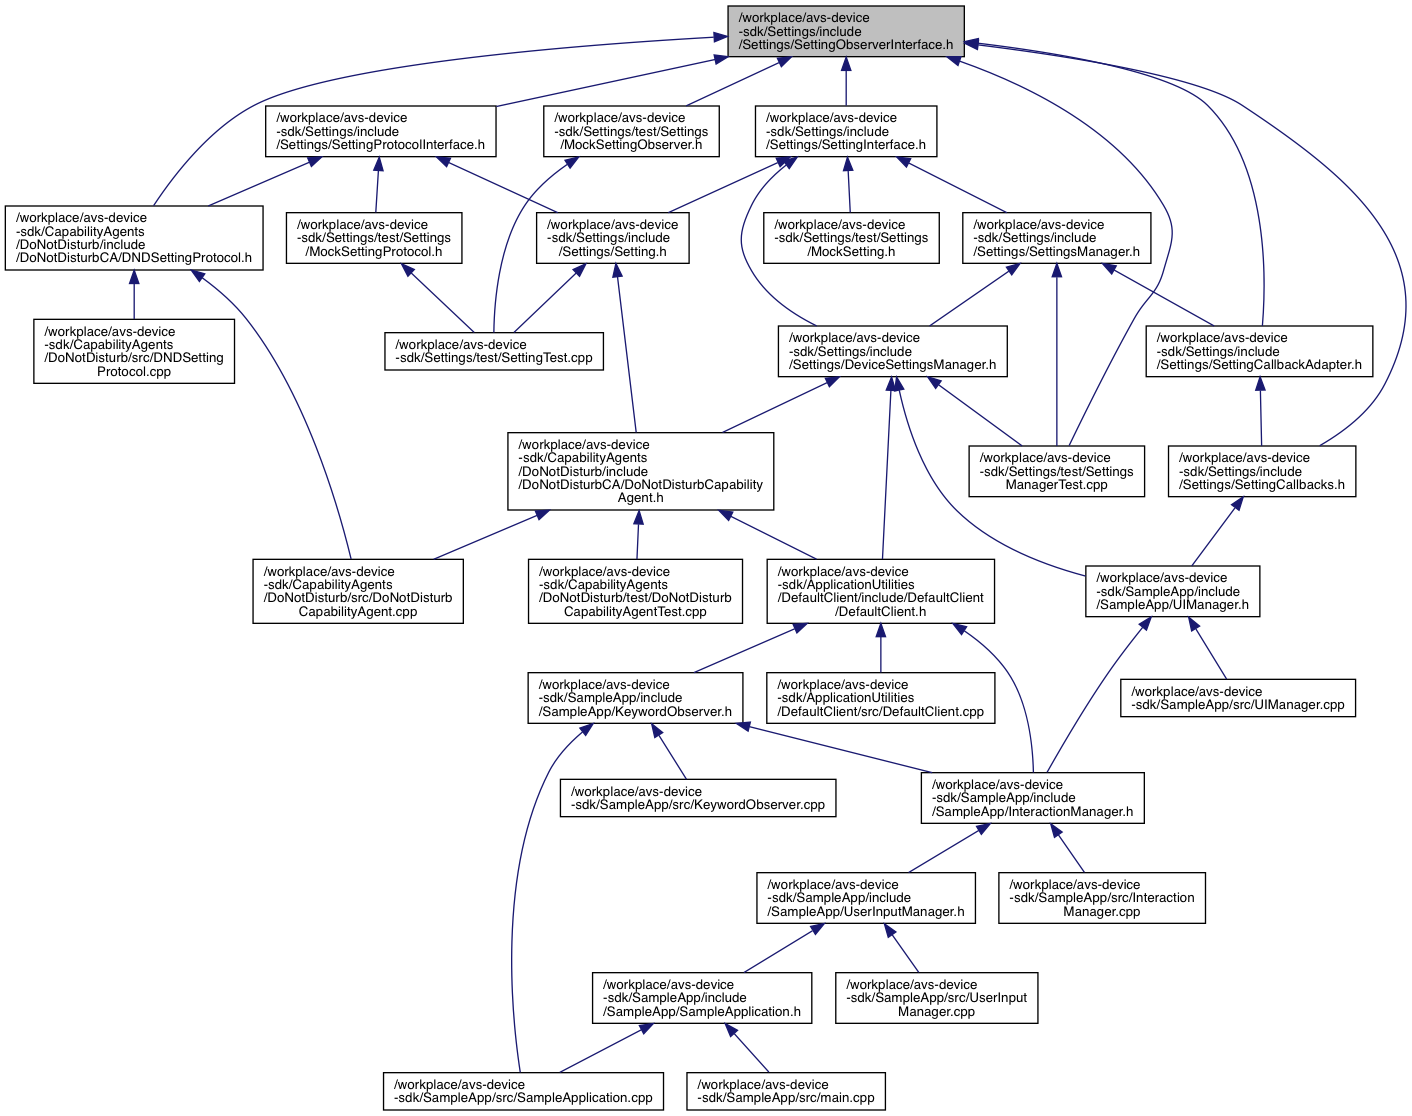 /workplace/avs-device
-sdk/Settings/include
/Settings/SettingObserverInterface.h
/workplace/avs-device
-sdk/Settings/include
/Settings/SettingProtocolInterface.h
/workplace/avs-device
-sdk/Settings/test/Settings
/MockSettingObserver.h
/workplace/avs-device
-sdk/Settings/include
/Settings/SettingInterface.h
/workplace/avs-device
-sdk/CapabilityAgents
/DoNotDisturb/include
/DoNotDisturbCA/DNDSettingProtocol.h
/workplace/avs-device
-sdk/Settings/test/Settings
/MockSettingProtocol.h
/workplace/avs-device
-sdk/Settings/include
/Settings/Setting.h
/workplace/avs-device
-sdk/Settings/test/Settings
/MockSetting.h
/workplace/avs-device
-sdk/Settings/include
/Settings/SettingsManager.h
/workplace/avs-device
-sdk/CapabilityAgents
/DoNotDisturb/src/DNDSetting
Protocol.cpp
/workplace/avs-device
-sdk/Settings/test/SettingTest.cpp
/workplace/avs-device
-sdk/Settings/include
/Settings/DeviceSettingsManager.h
/workplace/avs-device
-sdk/Settings/include
/Settings/SettingCallbackAdapter.h
/workplace/avs-device
-sdk/CapabilityAgents
/DoNotDisturb/include
/DoNotDisturbCA/DoNotDisturbCapability
Agent.h
/workplace/avs-device
-sdk/Settings/test/Settings
ManagerTest.cpp
/workplace/avs-device
-sdk/Settings/include
/Settings/SettingCallbacks.h
/workplace/avs-device
-sdk/CapabilityAgents
/DoNotDisturb/src/DoNotDisturb
CapabilityAgent.cpp
/workplace/avs-device
-sdk/CapabilityAgents
/DoNotDisturb/test/DoNotDisturb
CapabilityAgentTest.cpp
/workplace/avs-device
-sdk/ApplicationUtilities
/DefaultClient/include/DefaultClient
/DefaultClient.h
/workplace/avs-device
-sdk/SampleApp/include
/SampleApp/UIManager.h
/workplace/avs-device
-sdk/SampleApp/include
/SampleApp/KeywordObserver.h
/workplace/avs-device
-sdk/ApplicationUtilities
/DefaultClient/src/DefaultClient.cpp
/workplace/avs-device
-sdk/SampleApp/src/UIManager.cpp
/workplace/avs-device
-sdk/SampleApp/src/KeywordObserver.cpp
/workplace/avs-device
-sdk/SampleApp/include
/SampleApp/InteractionManager.h
/workplace/avs-device
-sdk/SampleApp/include
/SampleApp/UserInputManager.h
/workplace/avs-device
-sdk/SampleApp/src/Interaction
Manager.cpp
/workplace/avs-device
-sdk/SampleApp/include
/SampleApp/SampleApplication.h
/workplace/avs-device
-sdk/SampleApp/src/UserInput
Manager.cpp
/workplace/avs-device
-sdk/SampleApp/src/SampleApplication.cpp
/workplace/avs-device
-sdk/SampleApp/src/main.cpp